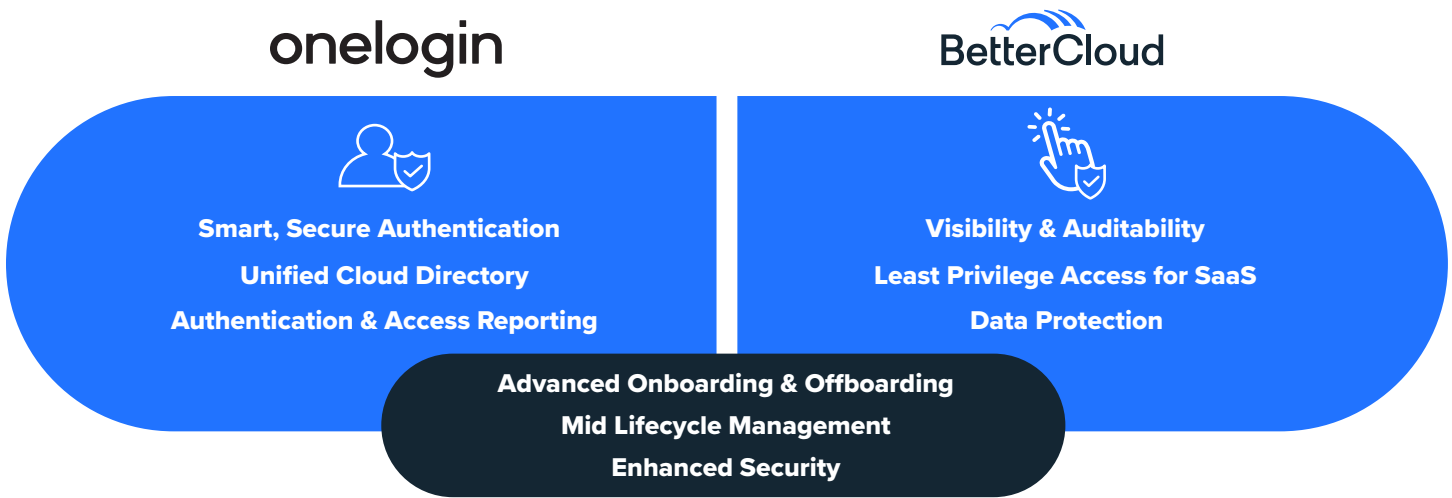 onelogin
BetterCloud
Smart, Secure Authentication
Unified Cloud Directory
Authentication & Access Reporting
Visibility & Auditability
Least Privilege Access for SaaS
Data Protection
Advanced Onboarding & Offboarding
Mid Lifecycle Management
Enhanced Security